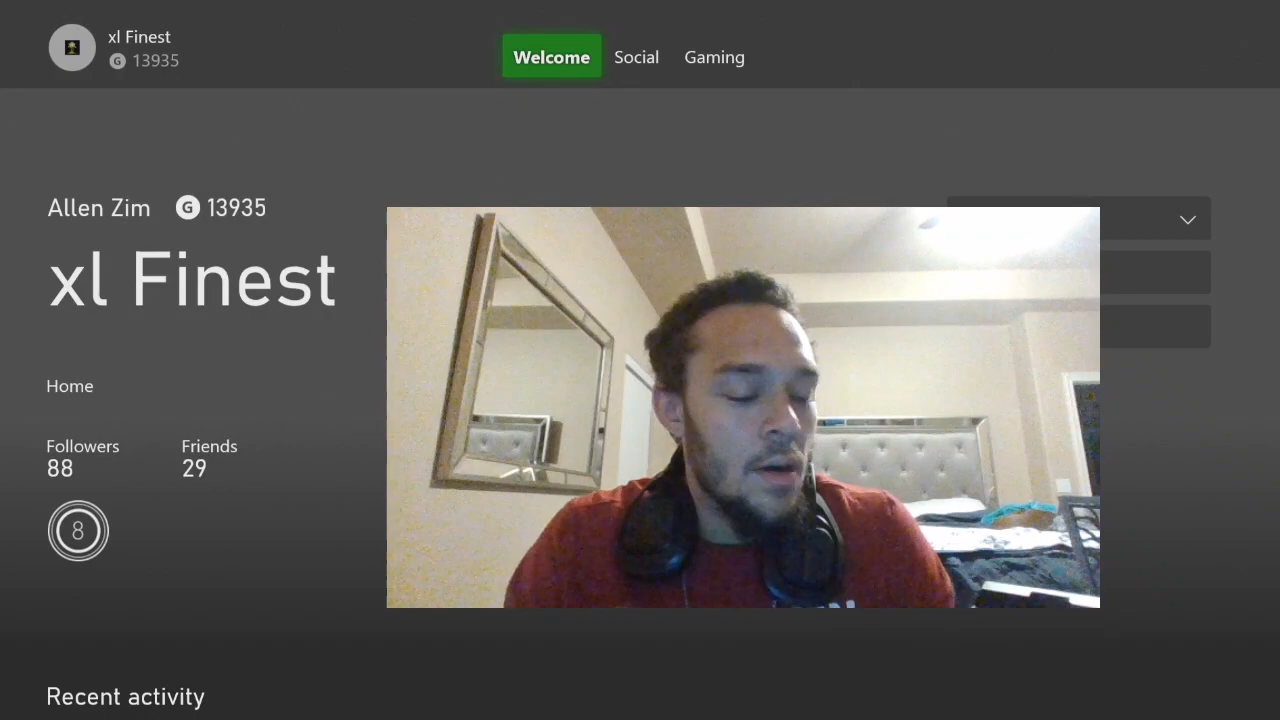 xl Finest
G 13935
Welcome Social Gaming
Allen Zim G 13935
xl Finest
Home
Followers Friends
88 29
8
Recent activity